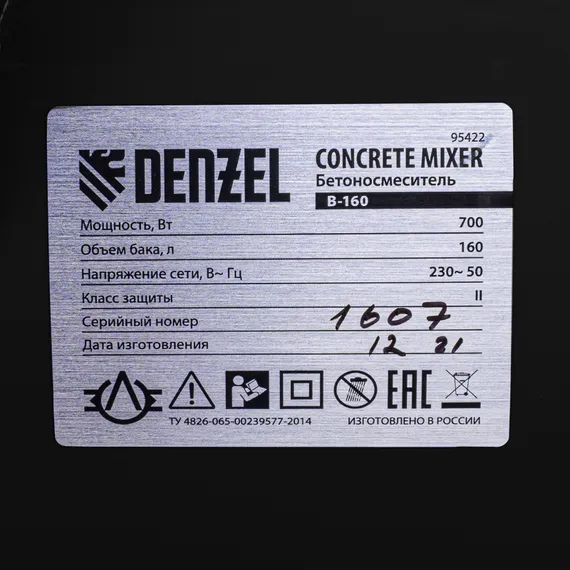 95422
DENZEL CONCRETE MIXER
Бетоносмеситель
B-160
Мощность, Вт 700
Объем бака, л 160
Напряжение сети, В~ Гц 230~ 50
Класс защиты II
Серийный номер 1607
Дата изготовления 12 21
EAC
ТУ 4826-065-00239577-2014 ИЗГОТОВЛЕНО В РОССИИ